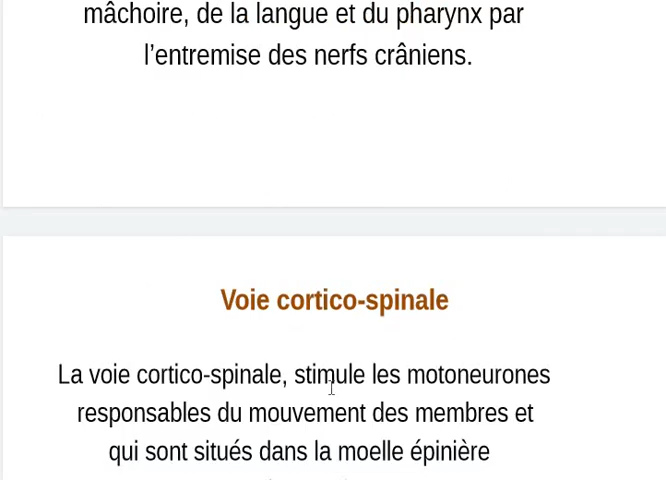 mâchoire, de la langue et du pharynx par
l’entremise des nerfs crâniens.
Voie cortico-spinale
La voie cortico-spinale, stimule les motoneurones
responsables du mouvement des membres et
qui sont situés dans la moelle épinière